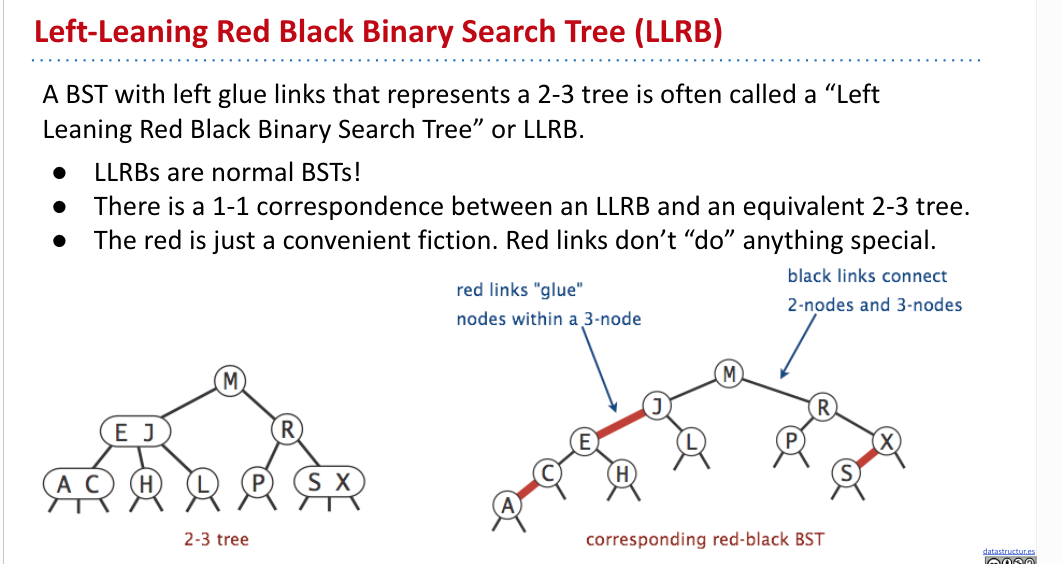 Left-Leaning Red Black Binary Search Tree (LLRB)
A BST with left glue links that represents a 2-3 tree is often called a “Left
Leaning Red Black Binary Search Tree” or LLRB.
● LLRBs are normal BSTs!
● There is a 1-1 correspondence between an LLRB and an equivalent 2-3 tree.
● The red is just a convenient fiction. Red links don’t “do” anything special.
red links "glue"
nodes within a 3-node
black links connect
2-nodes and 3-nodes
M
E J
R
A C
H
L
P
S X
2-3 tree
M
J
R
E
L
P
X
C
H
S
A
corresponding red-black BST
datastructur.es